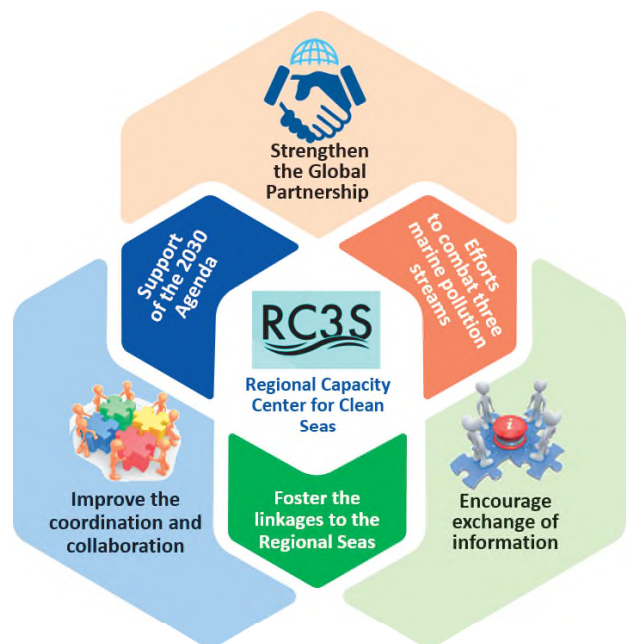 Strengthen
the Global
Partnership
Support
of the 2030
Agenda
Efforts
to combat three
marine pollution
streams
RC3S
Regional Capacity
Center for Clean
Seas
Improve the
coordination and
collaboration
Foster the
linkages to the
Regional Seas
i
Encourage
exchange of
information